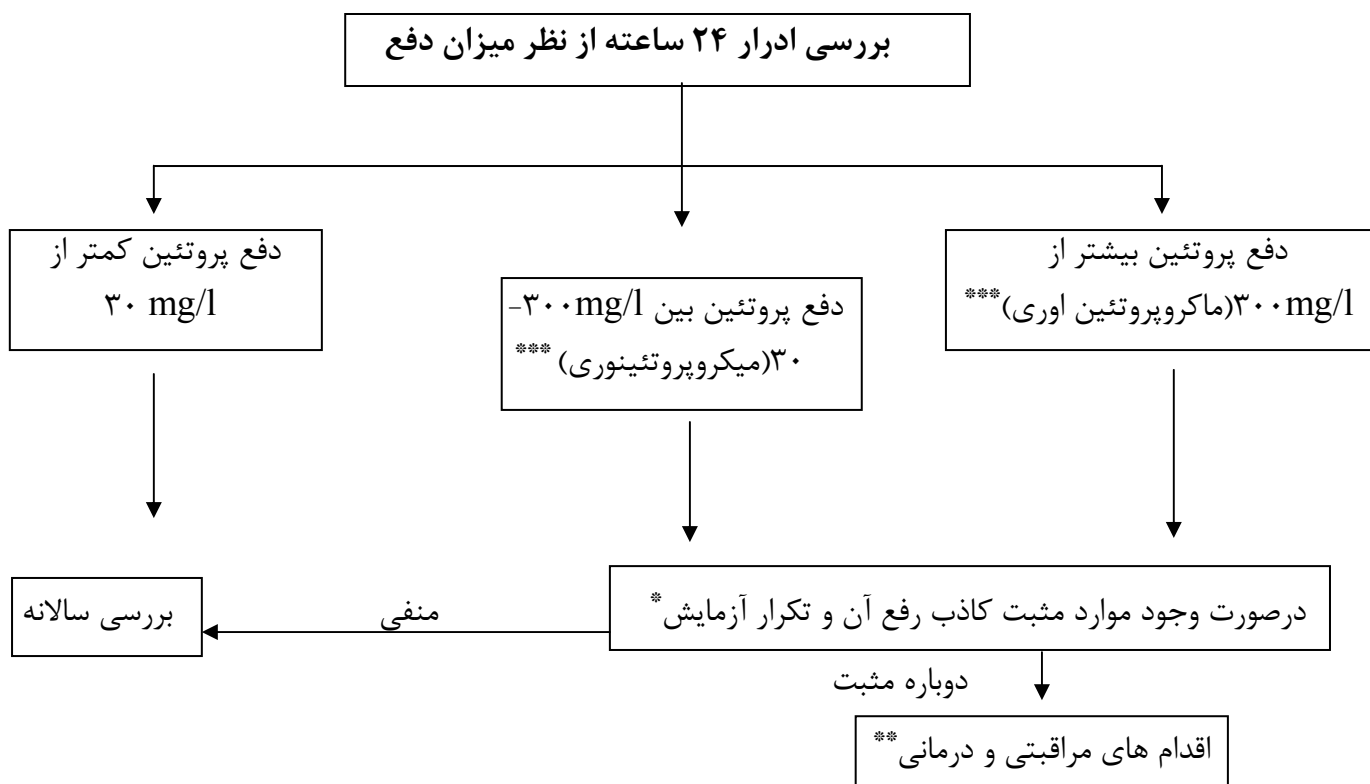 بررسی ادرار ۲۴ ساعته از نظر میزان دفع
دفع پروتئین بیشتر از
۳۰۰mg/l(ماکروپروتئین اوری)***
دفع پروتئین بین ۳۰۰mg/l-
۳۰(میکروپروتئینوری)***
دفع پروتئین کمتر از
۳۰ mg/l
درصورت وجود موارد مثبت کاذب رفع آن و تکرار آزمایش*
منفی
بررسی سالانه
دوباره مثبت
اقدام های مراقبتی و درمانی**